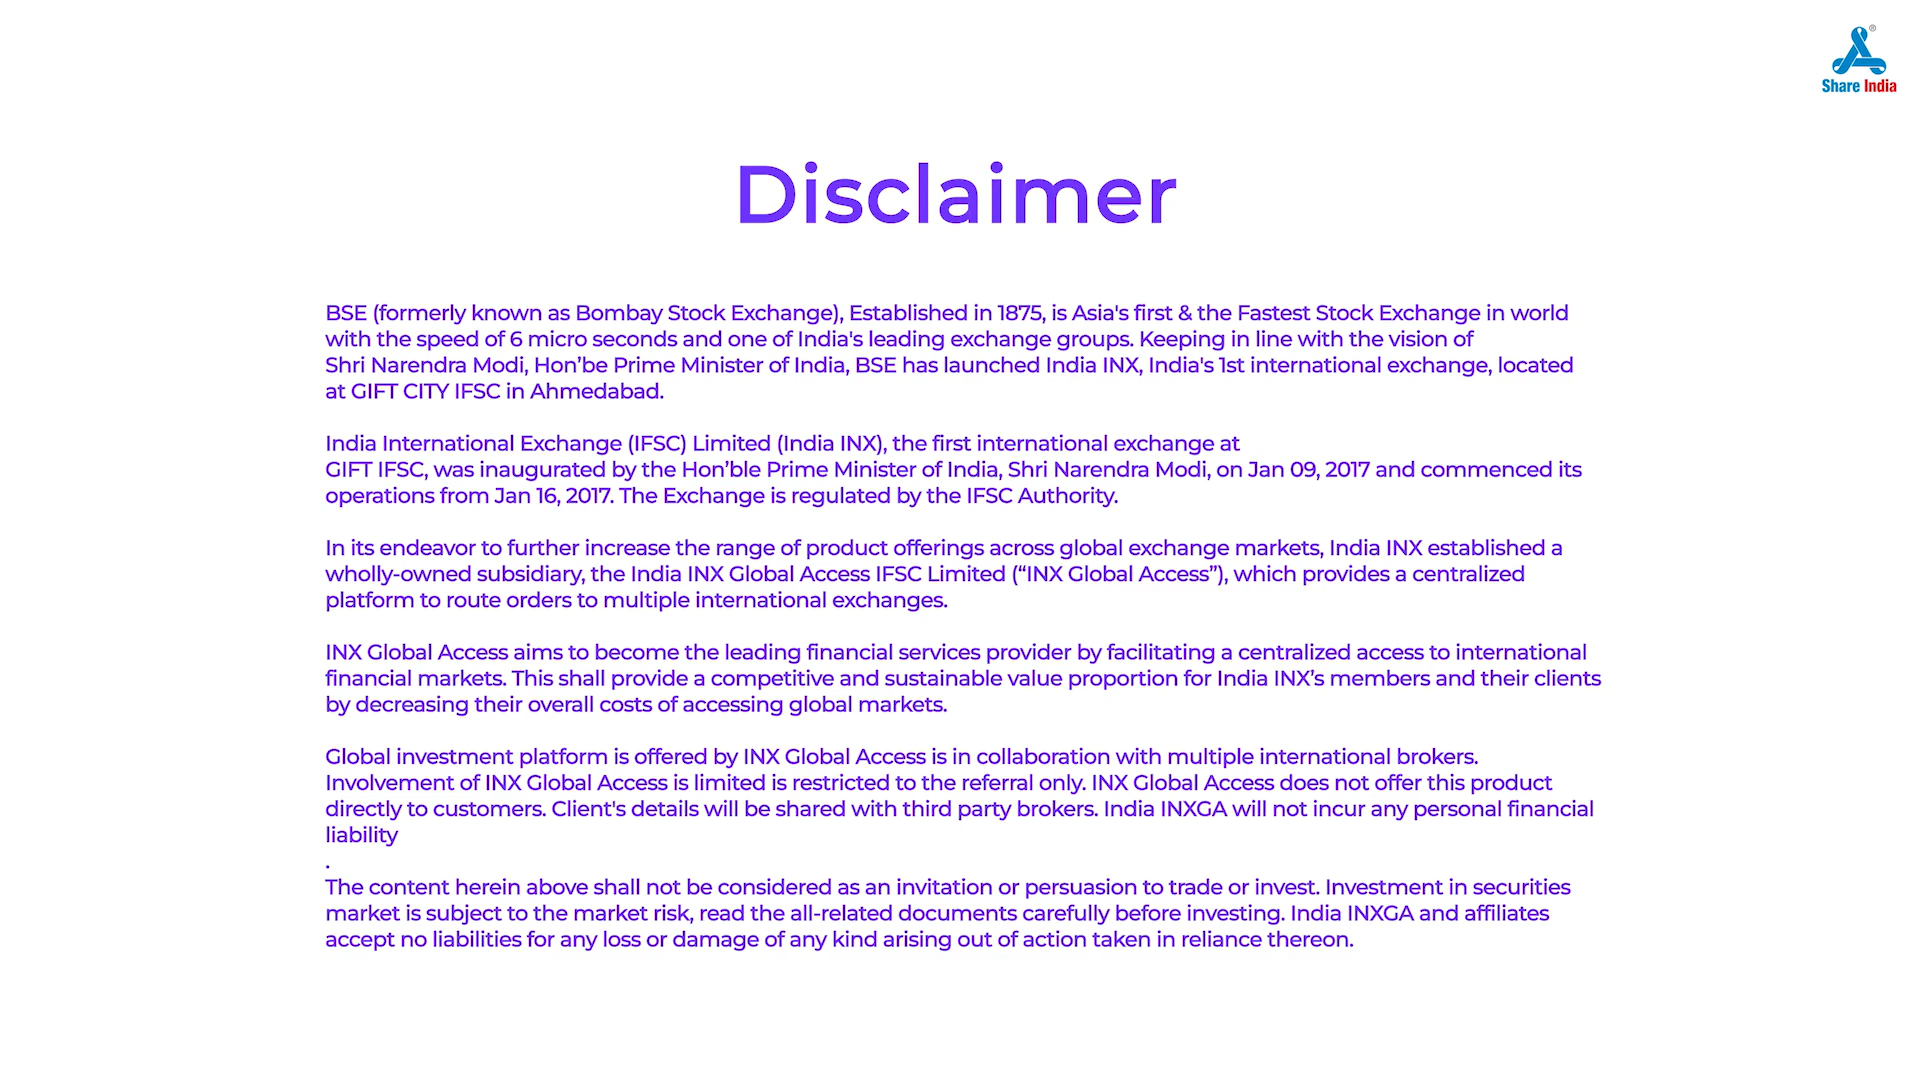 Share India
Disclaimer
BSE (formerly known as Bombay Stock Exchange), Established in 1875, is Asia's first & the Fastest Stock Exchange in world
with the speed of 6 micro seconds and one of India's leading exchange groups. Keeping in line with the vision of
Shri Narendra Modi, Hon’be Prime Minister of India, BSE has launched India INX, India's 1st international exchange, located
at GIFT CITY IFSC in Ahmedabad.
India International Exchange (IFSC) Limited (India INX), the first international exchange at
GIFT IFSC, was inaugurated by the Hon’ble Prime Minister of India, Shri Narendra Modi, on Jan 09, 2017 and commenced its
operations from Jan 16, 2017. The Exchange is regulated by the IFSC Authority.
In its endeavor to further increase the range of product offerings across global exchange markets, India INX established a
wholly-owned subsidiary, the India INX Global Access IFSC Limited (“INX Global Access”), which provides a centralized
platform to route orders to multiple international exchanges.
INX Global Access aims to become the leading financial services provider by facilitating a centralized access to international
financial markets. This shall provide a competitive and sustainable value proportion for India INX’s members and their clients
by decreasing their overall costs of accessing global markets.
Global investment platform is offered by INX Global Access is in collaboration with multiple international brokers.
Involvement of INX Global Access is limited is restricted to the referral only. INX Global Access does not offer this product
directly to customers. Client's details will be shared with third party brokers. India INXGA will not incur any personal financial
liability
.
The content herein above shall not be considered as an invitation or persuasion to trade or invest. Investment in securities
market is subject to the market risk, read the all-related documents carefully before investing. India INXGA and affiliates
accept no liabilities for any loss or damage of any kind arising out of action taken in reliance thereon.